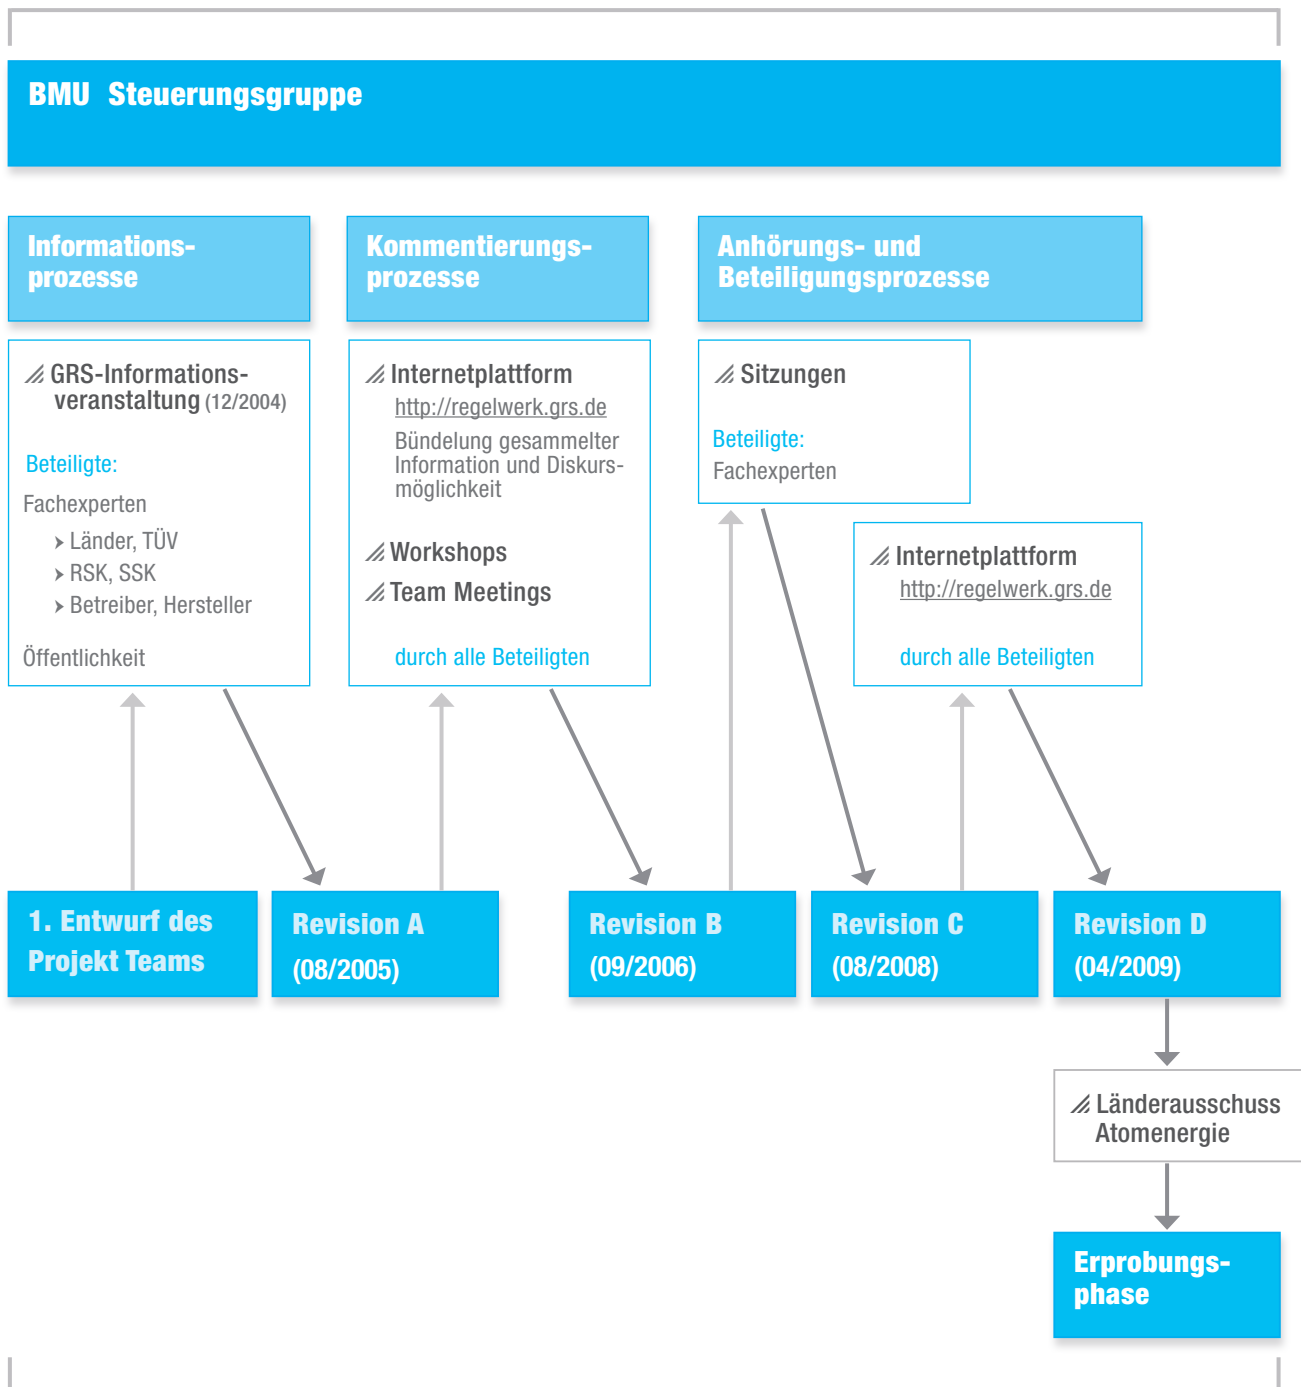 BMU Steuerungsgruppe
Informations-
prozesse
GRS-Informations-
veranstaltung (12/2004)
Beteiligte:
Fachexperten
Länder, TÜV
RSK, SSK
Betreiber, Hersteller
Öffentlichkeit
Kommentierungs-
prozesse
Internetplattform
http://regelwerk.grs.de
Bündelung gesammelter
Information und Diskurs-
möglichkeit
Workshops
Team Meetings
durch alle Beteiligten
Anhörungs- und
Beteiligungsprozesse
Sitzungen
Beteiligte:
Fachexperten
Internetplattform
http://regelwerk.grs.de
durch alle Beteiligten
1. Entwurf des
Projekt Teams
Revision A
(08/2005)
Revision B
(09/2006)
Revision C
(08/2008)
Revision D
(04/2009)
Länderausschuss
Atomenergie
Erprobungs-
phase